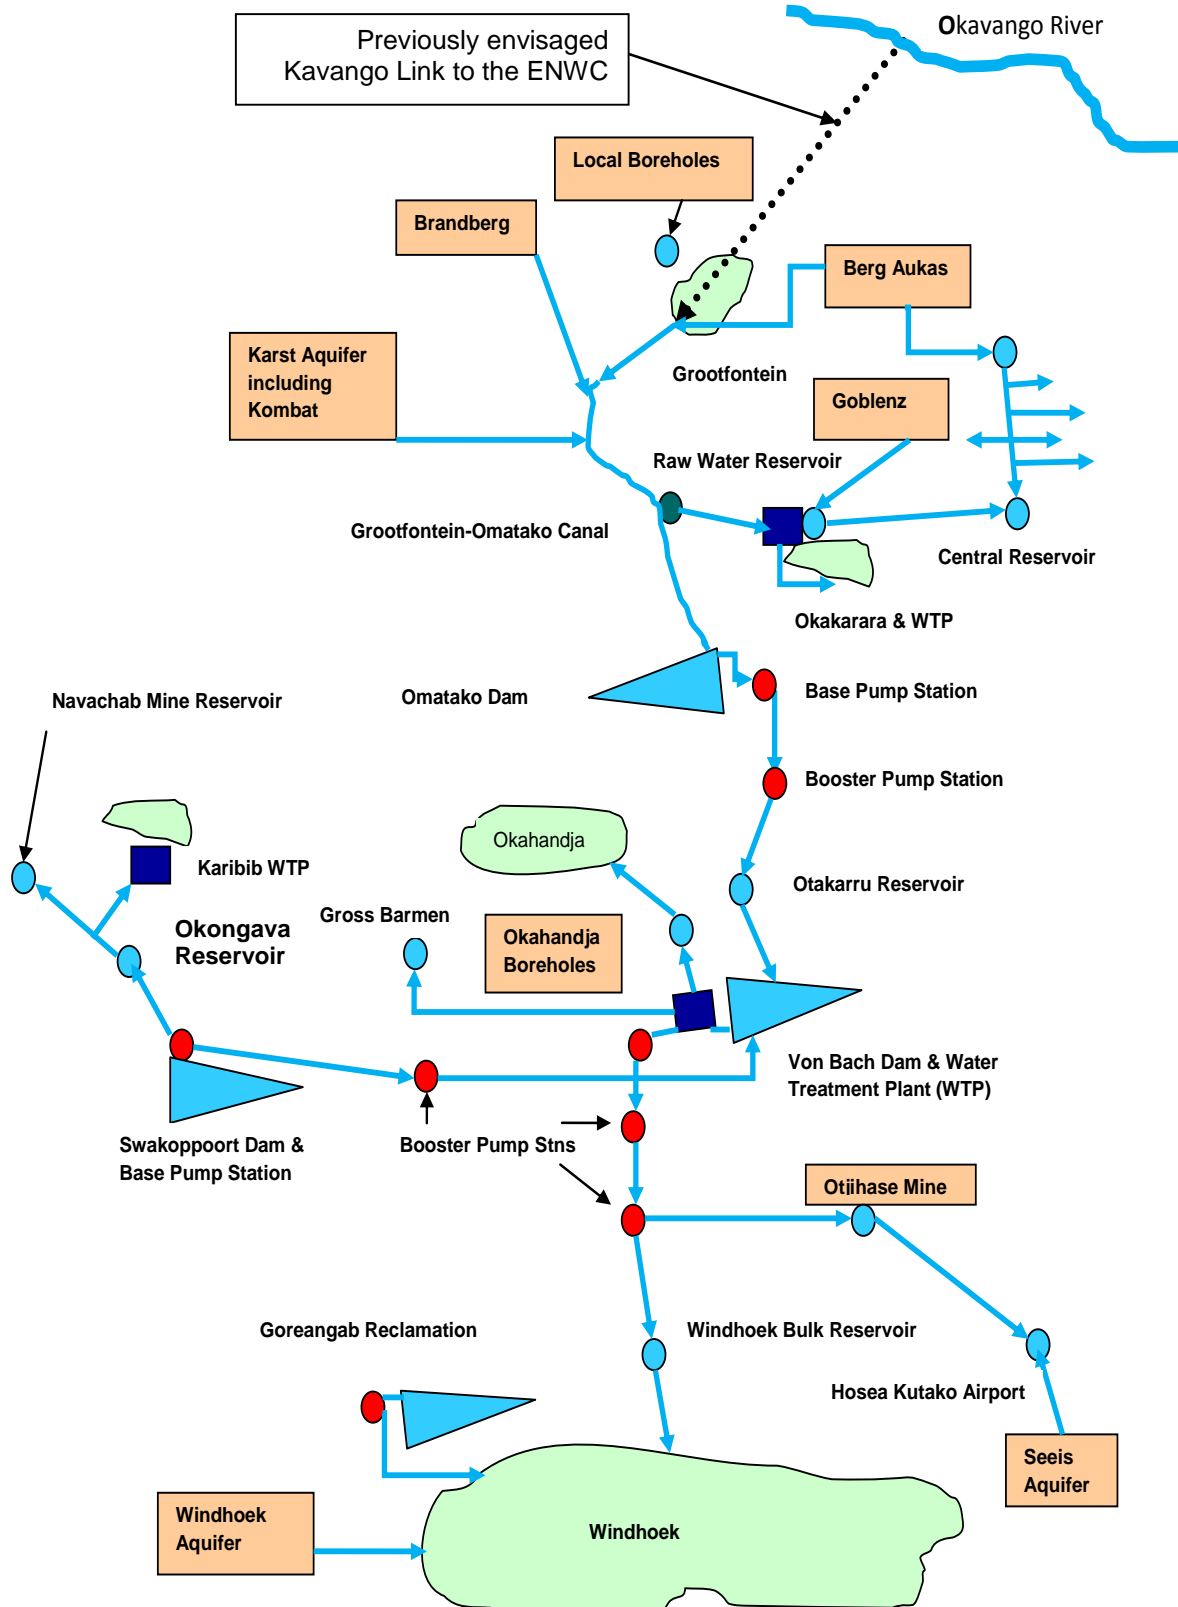 Okavango River
Previously envisaged
Kavango Link to the ENWC
Local Boreholes
Brandberg
Berg Aukas
Karst Aquifer
including
Kombat
Grootfontein
Goblenz
Raw Water Reservoir
Grootfontein-Omatako Canal
Central Reservoir
Okakarara & WTP
Navachab Mine Reservoir
Omatako Dam
Base Pump Station
Booster Pump Station
Okahandja
Karibib WTP
Otakarru Reservoir
Gross Barmen
Okongava
Reservoir
Okahandja
Boreholes
Von Bach Dam & Water
Treatment Plant (WTP)
Swakoppoort Dam &
Base Pump Station
Booster Pump Stns
Otjihase Mine
Goreangab Reclamation
Windhoek Bulk Reservoir
Hosea Kutako Airport
Seeis
Aquifer
Windhoek
Aquifer
Windhoek